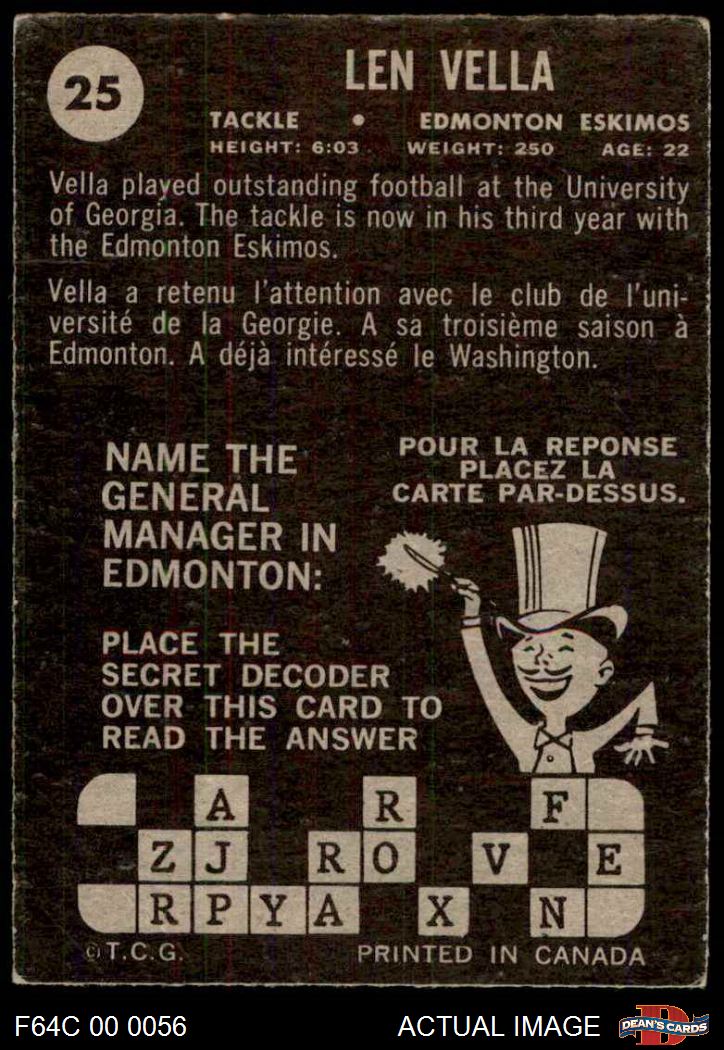 25
LEN VELLA
TACKLE • EDMONTON ESKIMOS
HEIGHT: 6:03 WEIGHT: 250 AGE: 22
Vella played outstanding football at the University
of Georgia. The tackle is now in his third year with
the Edmonton Eskimos.
Vella a retenu l'attention avec le club de l'uni-
versité de la Georgie. A sa troisième saison à
Edmonton. A déjà intéressé le Washington.
NAME THE
GENERAL
MANAGER IN
EDMONTON:
POUR LA REPONSE
PLACEZ LA
CARTE PAR-DESSUS.
PLACE THE
SECRET DECODER
OVER THIS CARD TO
READ THE ANSWER
A R F
Z J R O V E
R P Y A X N
©T.C.G. PRINTED IN CANADA
F64C 00 0056 ACTUAL IMAGE
D
DEAN'S CARDS